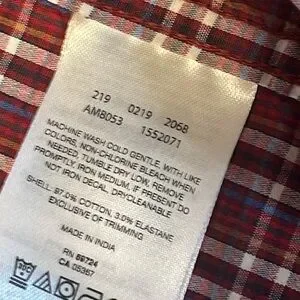 219 0219 2068
AM8053 1552071
MACHINE WASH COLD GENTLE, WITH LIKE
COLORS, NON-CHLORINE BLEACH WHEN
NEEDED, TUMBLE DRY LOW, REMOVE
PROMPTLY, IRON MEDIUM, IF PRESENT DO
NOT IRON DECAL, DRYCLEANABLE
SHELL: 97.0% COTTON, 3.0% ELASTANE
EXCLUSIVE OF TRIMMING
MADE IN INDIA
RN 69724
CA 05367